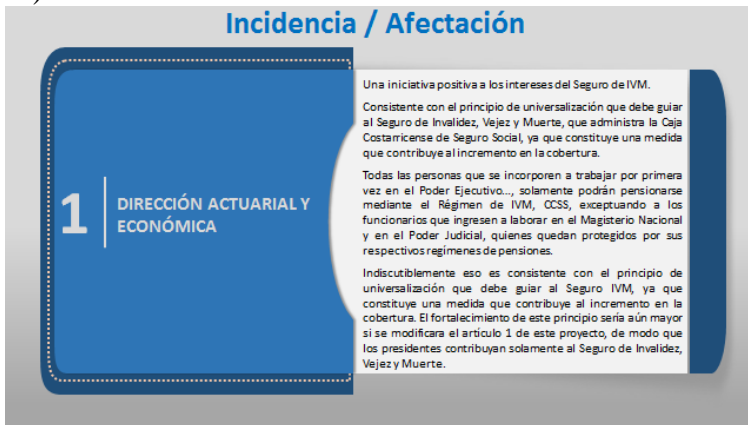 Incidencia / Afectación
1
DIRECCIÓN ACTUARIAL Y
ECONÓMICA
Una iniciativa positiva a los intereses del Seguro de IVM.
Consistente con el principio de universalización que debe guiar
al Seguro de Invalidez, Vejez y Muerte, que administra la Caja
Costarricense de Seguro Social, ya que constituye una medida
que contribuye al incremento en la cobertura.
Todas las personas que se incorporen a trabajar por primera
vez en el Poder Ejecutivo..., solamente podrán pensionarse
mediante el Régimen de IVM, CCSS, exceptuando a los
funcionarios que ingresen a laborar en el Magisterio Nacional
y en el Poder Judicial, quienes quedan protegidos por sus
respectivos regímenes de pensiones.
Indiscutiblemente eso es consistente con el principio de
universalización que debe guiar al Seguro IVM, ya que
constituye una medida que contribuye al incremento en la
cobertura. El fortalecimiento de este principio sería aún mayor
si se modificara el artículo 1 de este proyecto, de modo que
los presidentes contribuyan solamente al Seguro de Invalidez,
Vejez y Muerte.